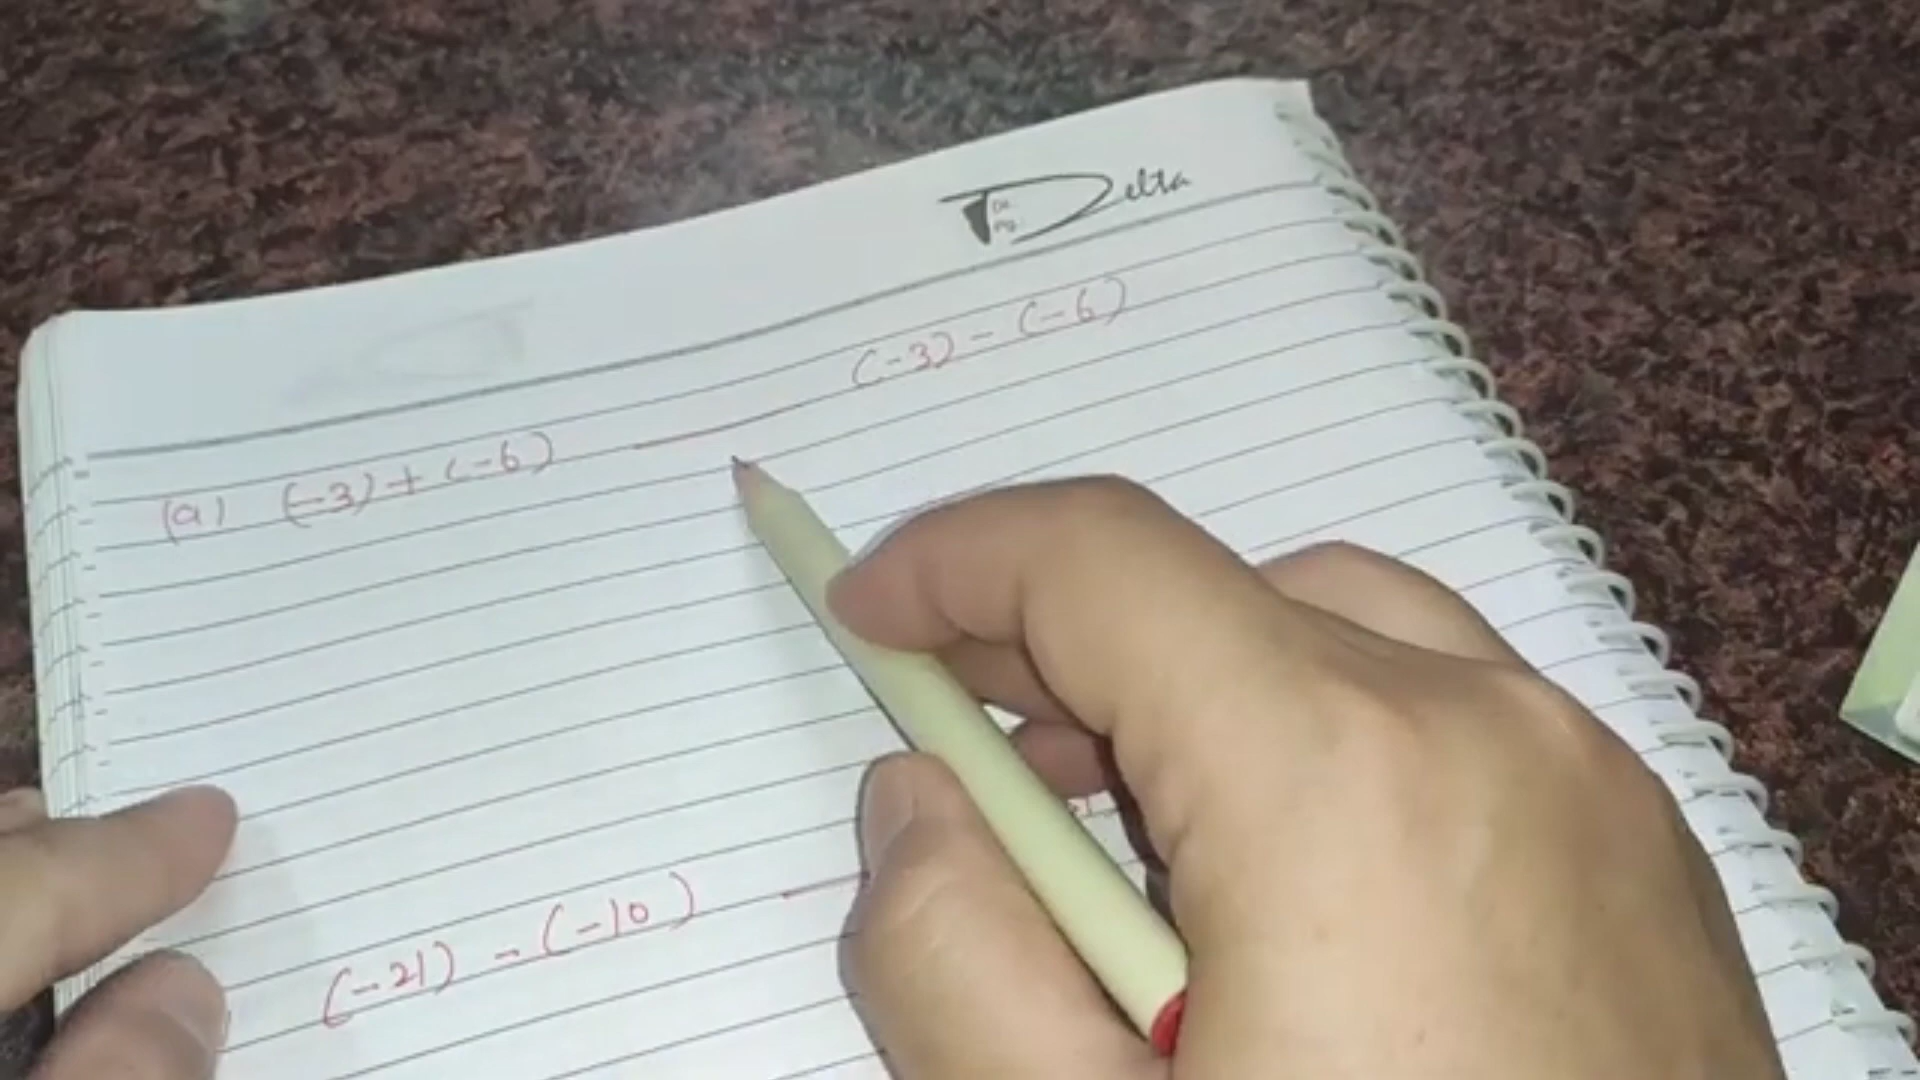 Delta
(a) (-3) + (-6) — (-3) - (-6)
(-21) - (-10) —